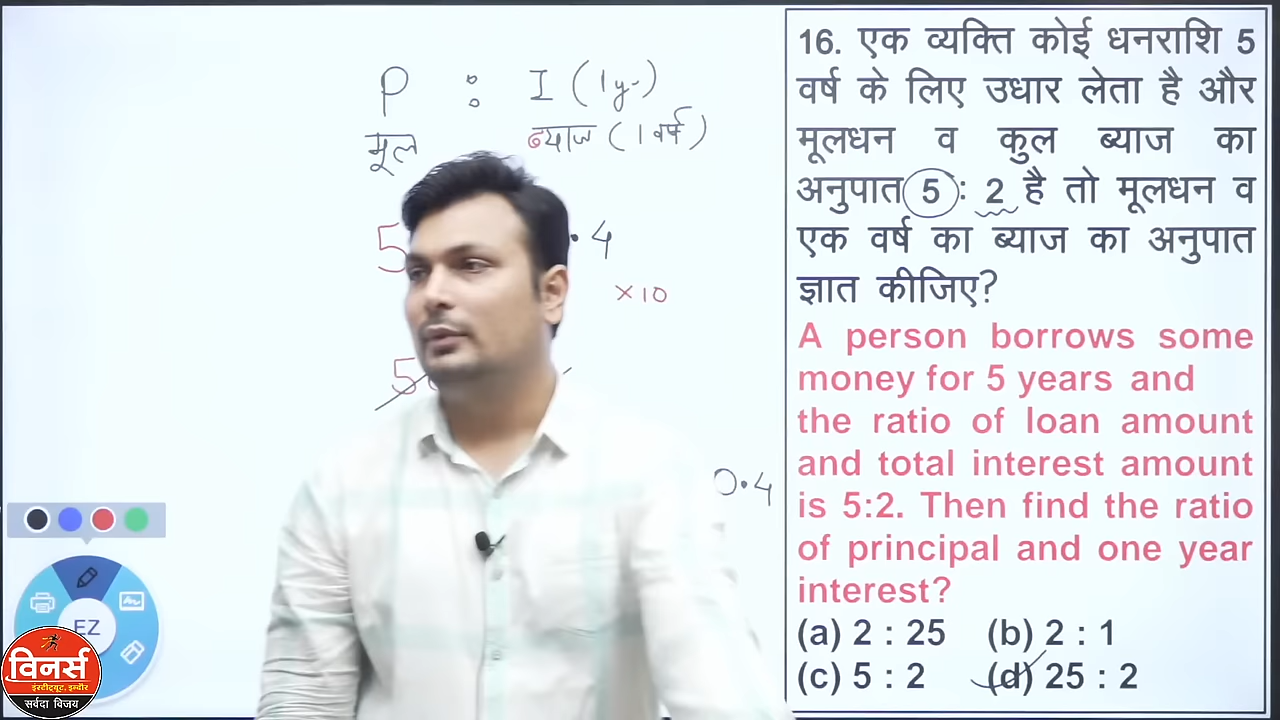 P : I (1y-)
मूल ब्याज (1 वर्ष)
5 .4
×10
5
0.4
16. एक व्यक्ति कोई धनराशि 5
वर्ष के लिए उधार लेता है और
मूलधन व कुल ब्याज का
अनुपात 5 : 2 है तो मूलधन व
एक वर्ष का ब्याज का अनुपात
ज्ञात कीजिए?
A person borrows some
money for 5 years and
the ratio of loan amount
and total interest amount
is 5:2. Then find the ratio
of principal and one year
interest?
(a) 2 : 25 (b) 2 : 1
(c) 5 : 2 (d) 25 : 2
EZ
विनर्स
इंस्टीट्यूट, इन्दौर
सर्वदा विजय